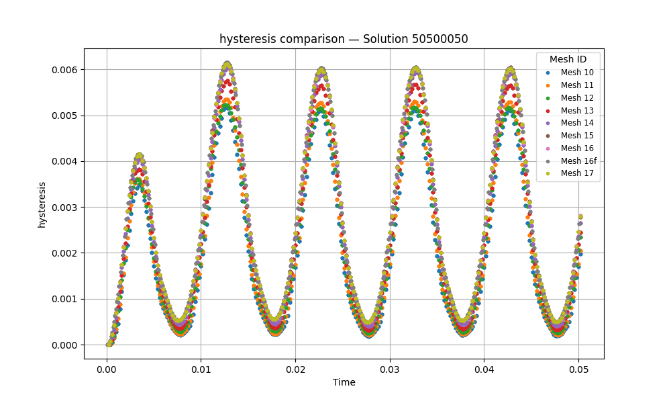 hysteresis comparison — Solution 50500050
Mesh ID
Mesh 10
Mesh 11
Mesh 12
Mesh 13
Mesh 14
Mesh 15
Mesh 16
Mesh 16f
Mesh 17
0.006
0.005
0.004
0.003
0.002
0.001
0.000
hysteresis
0.00 0.01 0.02 0.03 0.04 0.05
Time